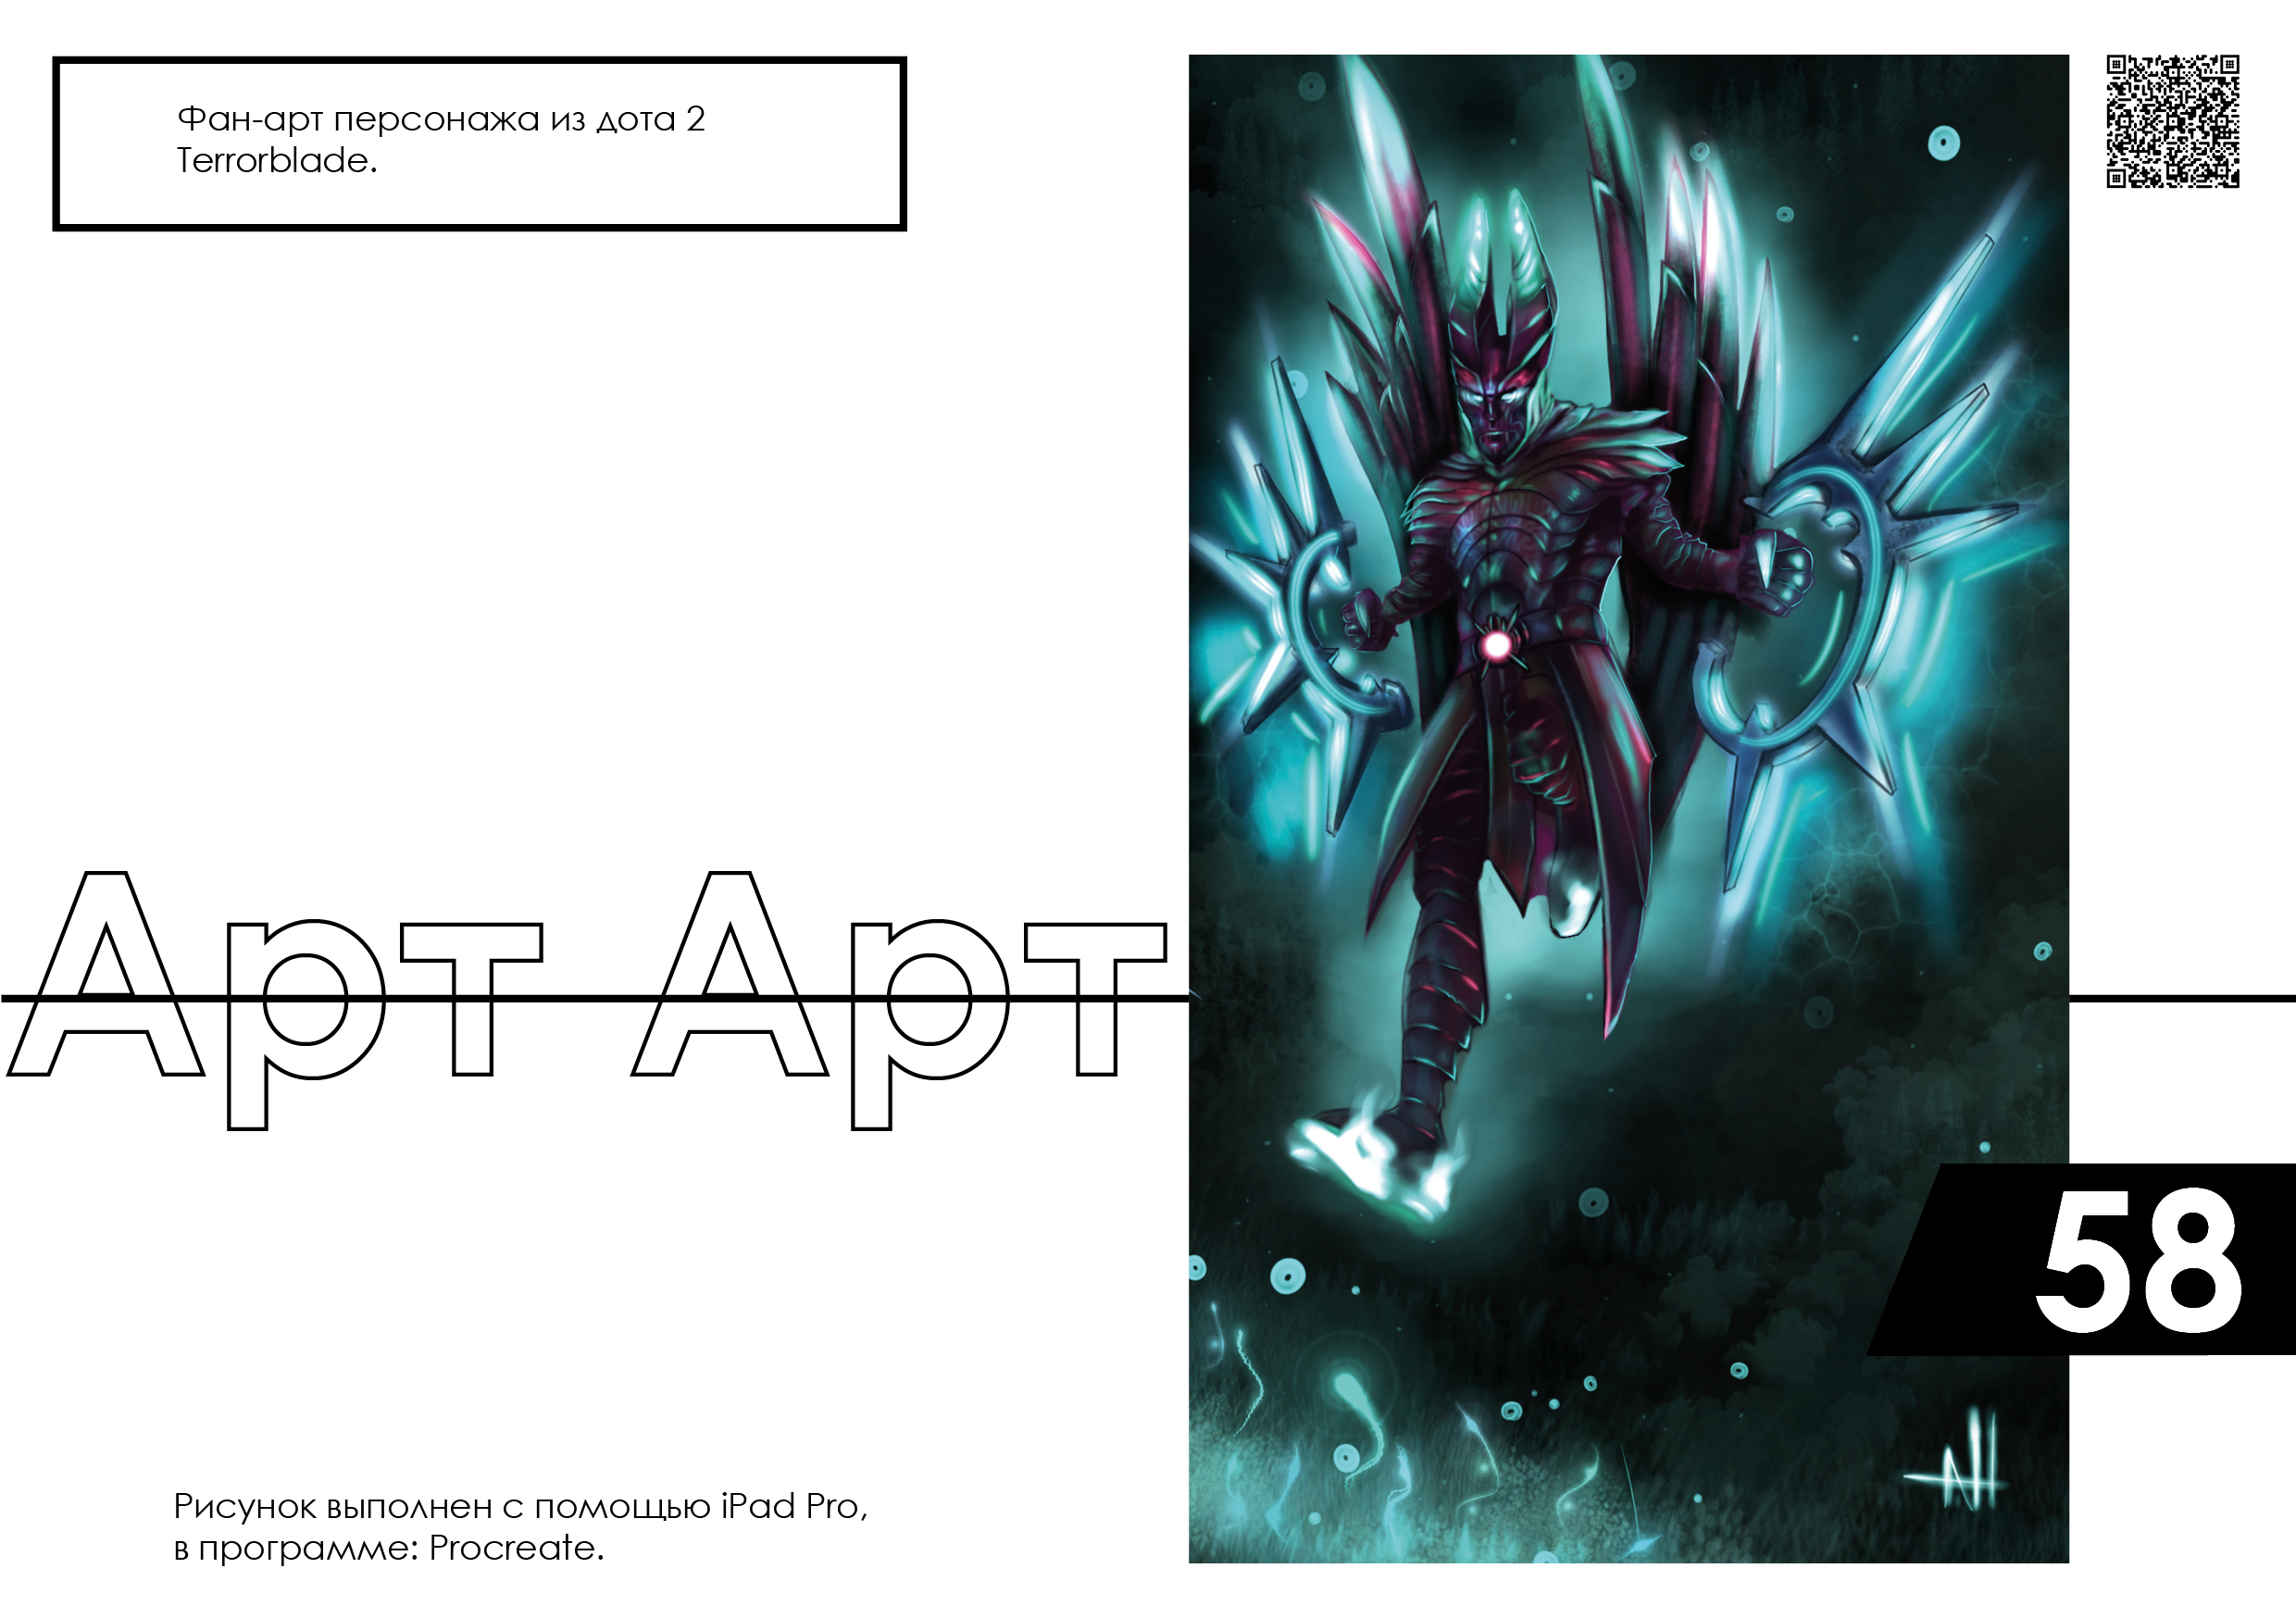 Фан-арт персонажа из дота 2
Terrorblade.
Арт Арт
58
Рисунок выполнен с помощью iPad Pro,
в программе: Procreate.